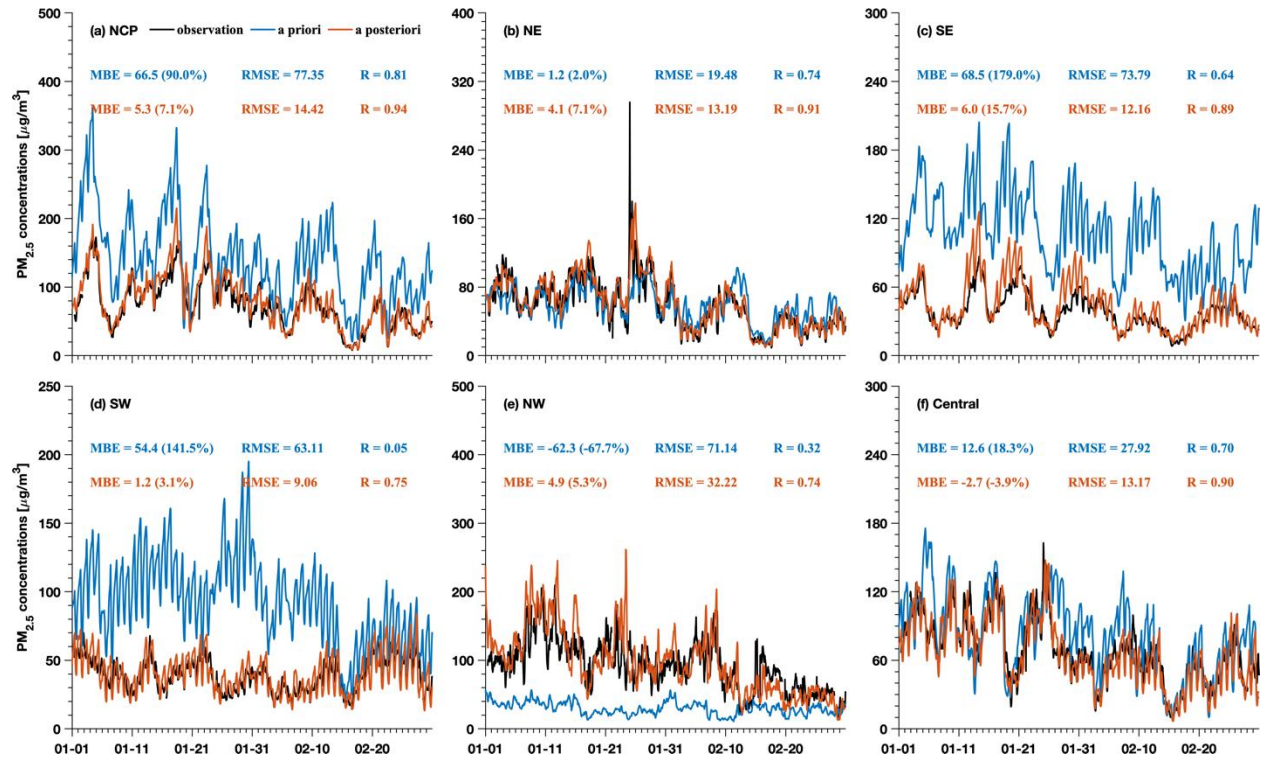 (a) NCP observation a priori a posteriori
MBE = 66.5 (90.0%) RMSE = 77.35 R = 0.81
MBE = 5.3 (7.1%) RMSE = 14.42 R = 0.94
500
400
300
200
100
0
PM2.5 concentrations [μg/m3]
(b) NE
MBE = 1.2 (2.0%) RMSE = 19.48 R = 0.74
MBE = 4.1 (7.1%) RMSE = 13.19 R = 0.91
400
320
240
160
80
0
(c) SE
MBE = 68.5 (179.0%) RMSE = 73.79 R = 0.64
MBE = 6.0 (15.7%) RMSE = 12.16 R = 0.89
300
240
180
120
60
0
(d) SW
MBE = 54.4 (141.5%) RMSE = 63.11 R = 0.05
MBE = 1.2 (3.1%) RMSE = 9.06 R = 0.75
250
200
150
100
50
0
PM2.5 concentrations [μg/m3]
01-01 01-11 01-21 01-31 02-10 02-20
(e) NW
MBE = -62.3 (-67.7%) RMSE = 71.14 R = 0.32
MBE = 4.9 (5.3%) RMSE = 32.22 R = 0.74
500
400
300
200
100
0
01-01 01-11 01-21 01-31 02-10 02-20
(f) Central
MBE = 12.6 (18.3%) RMSE = 27.92 R = 0.70
MBE = -2.7 (-3.9%) RMSE = 13.17 R = 0.90
300
240
180
120
60
0
01-01 01-11 01-21 01-31 02-10 02-20